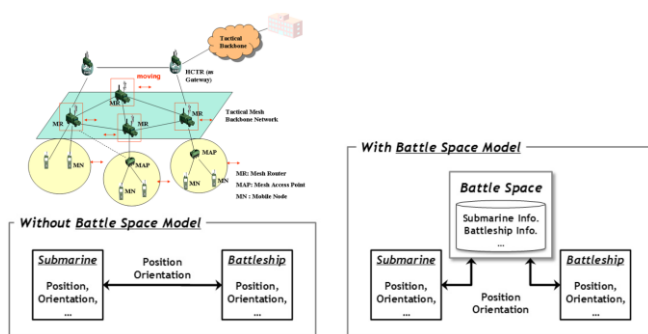 Tactical
Backbone
HCTR (as
Gateway)
moving
MR
MR
MR
MR
Tactical Mesh
Backbone Network
MAP
MAP
MN
MN
MN
MN
MR: Mesh Router
MAP: Mesh Access Point
MN : Mobile Node
Without Battle Space Model
Submarine
Position,
Orientation,
...
Position
Orientation
Battleship
Position,
Orientation,
...
With Battle Space Model
Battle Space
Submarine Info.
Battleship Info.
...
Submarine
Position,
Orientation,
...
Position
Orientation
Battleship
Position,
Orientation,
...